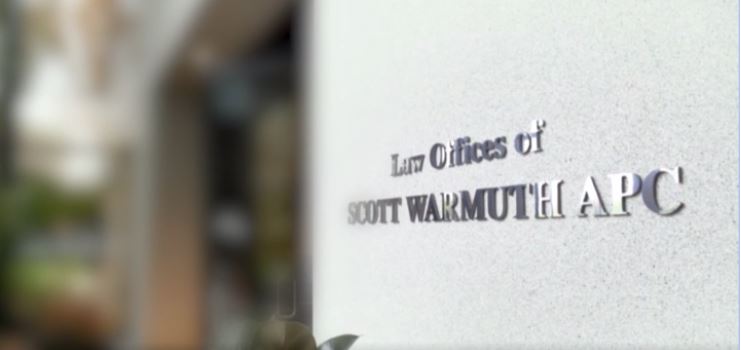 Law Offices of
SCOTT WARMUTH APC